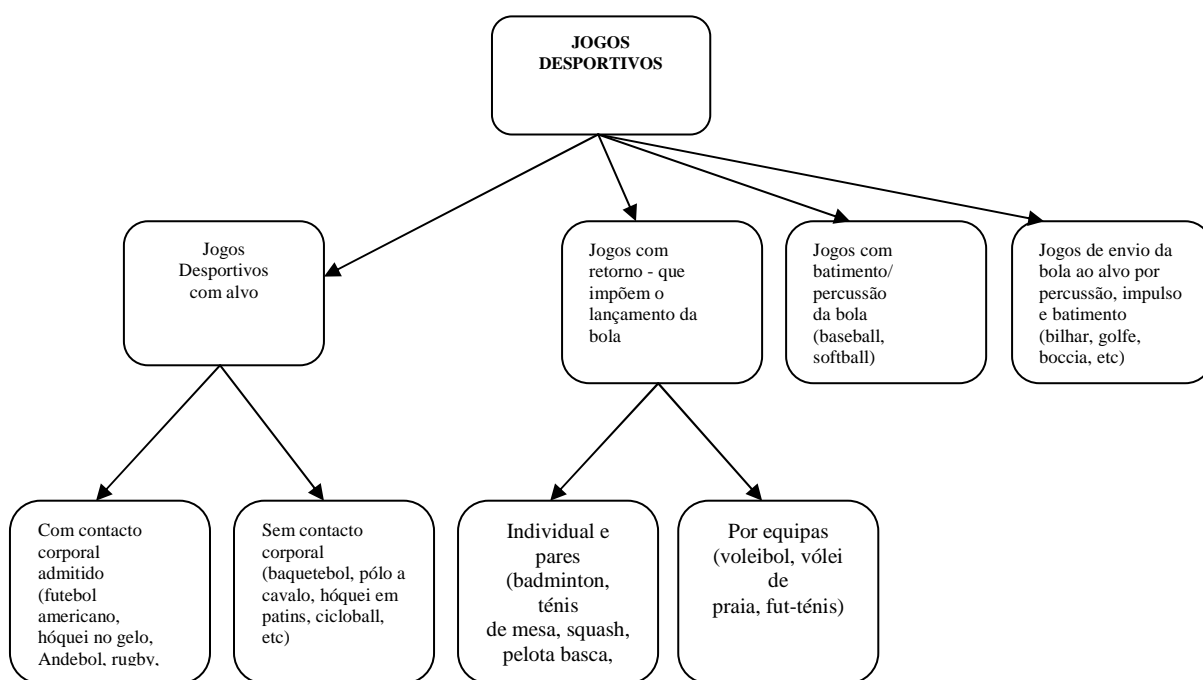 JOGOS
DESPORTIVOS
Jogos
Desportivos
com alvo
Jogos com
retorno - que
impõem o
lançamento da
bola
Jogos com
batimento/
percussão
da bola
(baseball,
softball)
Jogos de envio da
bola ao alvo por
percussão, impulso
e batimento
(bilhar, golfe,
boccia, etc)
Com contacto
corporal
admitido
(futebol
americano,
hóquei no gelo,
Andebol, rugby,
Sem contacto
corporal
(baquetebol, pólo a
cavalo, hóquei em
patins, cicloball,
etc)
Individual e
pares
(badminton,
ténis
de mesa, squash,
pelota basca,
Por equipas
(voleibol, vólei
de
praia, fut-ténis)